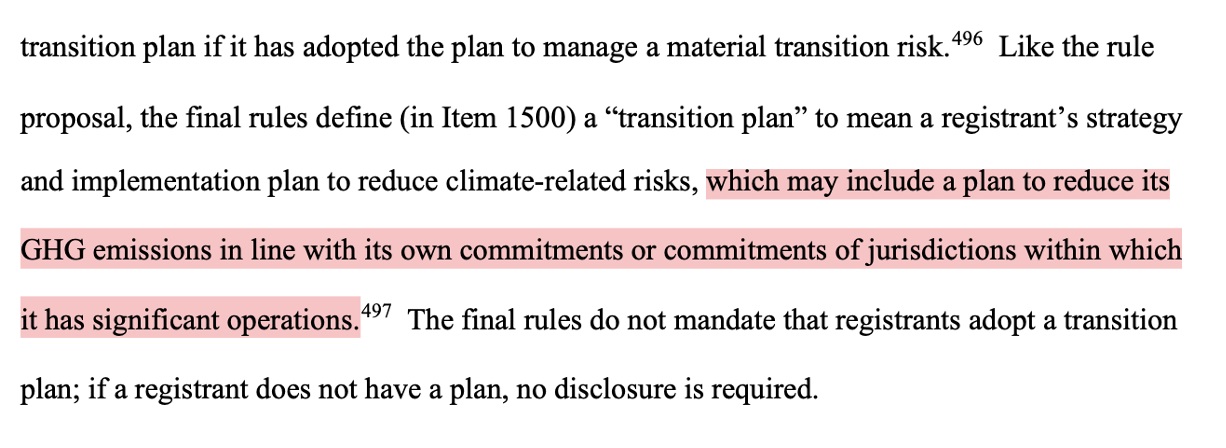 transition plan if it has adopted the plan to manage a material transition risk.496 Like the rule
proposal, the final rules define (in Item 1500) a “transition plan” to mean a registrant’s strategy
and implementation plan to reduce climate-related risks, which may include a plan to reduce its
GHG emissions in line with its own commitments or commitments of jurisdictions within which
it has significant operations.497 The final rules do not mandate that registrants adopt a transition
plan; if a registrant does not have a plan, no disclosure is required.